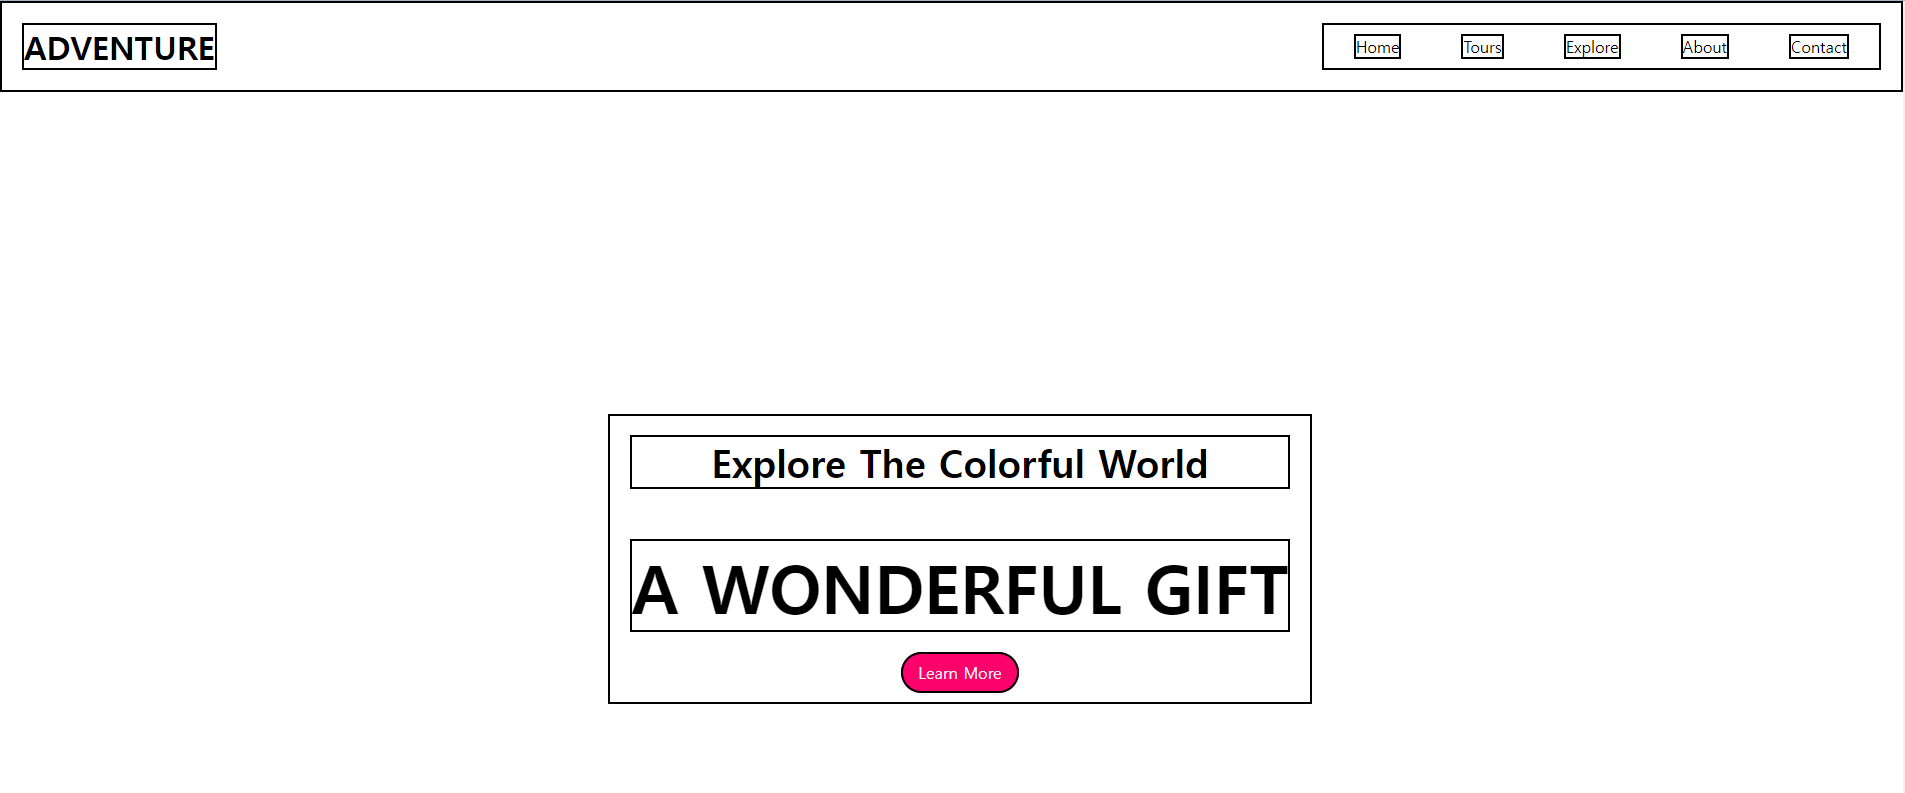 ADVENTURE
Home Tours Explore About Contact
Explore The Colorful World
A WONDERFUL GIFT
Learn More